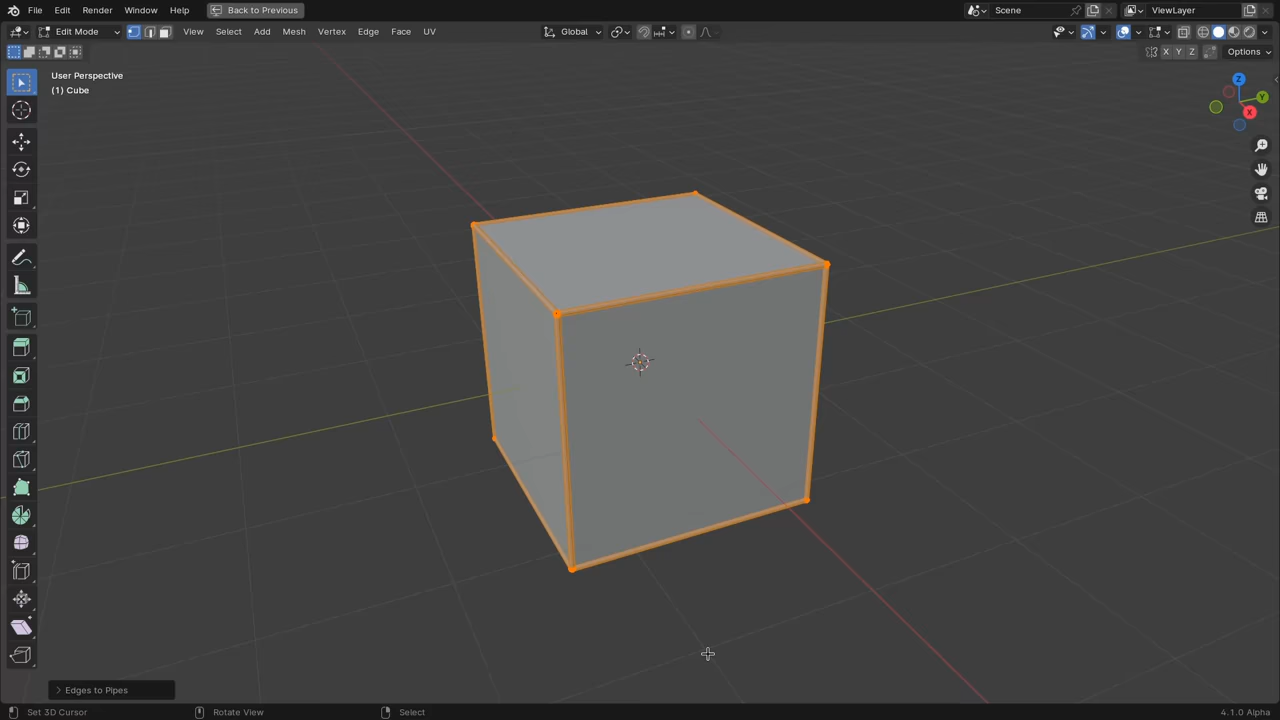 File Edit Render Window Help Back to Previous Scene ViewLayer
Edit Mode View Select Add Mesh Vertex Edge Face UV Global
X Y Z Options
User Perspective
(1) Cube
Z
Y
X
Edges to Pipes
Set 3D Cursor Rotate View Select 4.1.0 Alpha